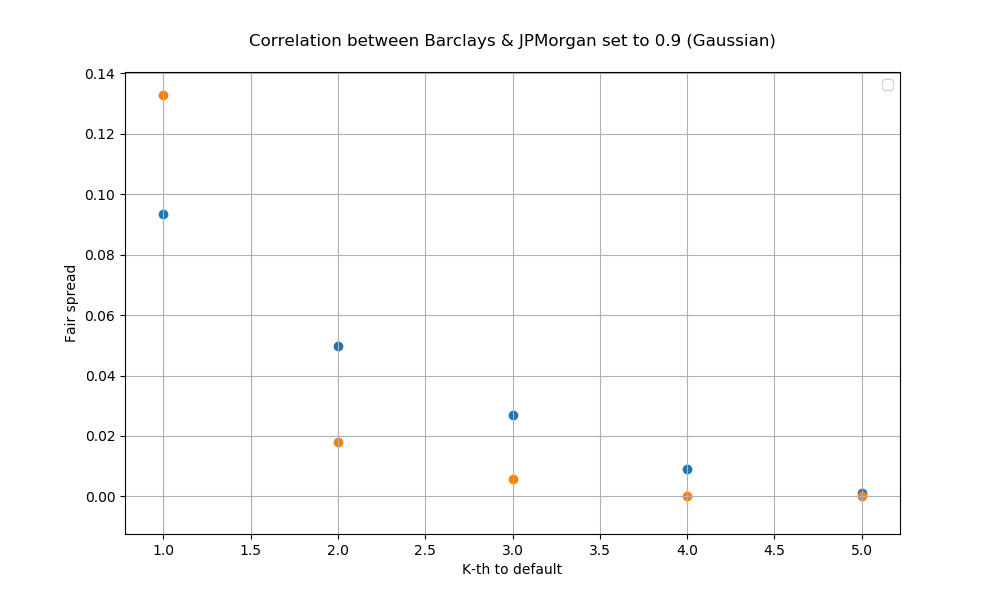 Correlation between Barclays & JPMorgan set to 0.9 (Gaussian)
0.14
0.12
0.10
0.08
0.06
0.04
0.02
0.00
Fair spread
1.0 1.5 2.0 2.5 3.0 3.5 4.0 4.5 5.0
K-th to default